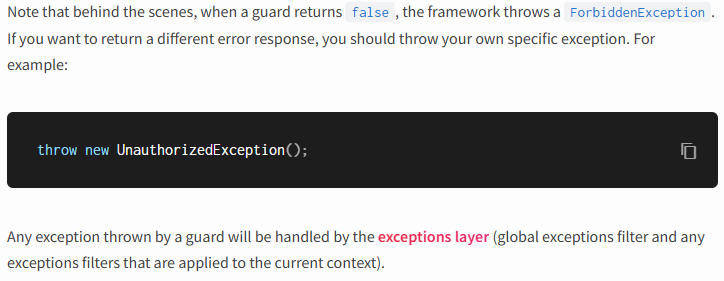 Note that behind the scenes, when a guard returns false , the framework throws a ForbiddenException .
If you want to return a different error response, you should throw your own specific exception. For
example:
throw new UnauthorizedException();
Any exception thrown by a guard will be handled by the exceptions layer (global exceptions filter and any
exceptions filters that are applied to the current context).